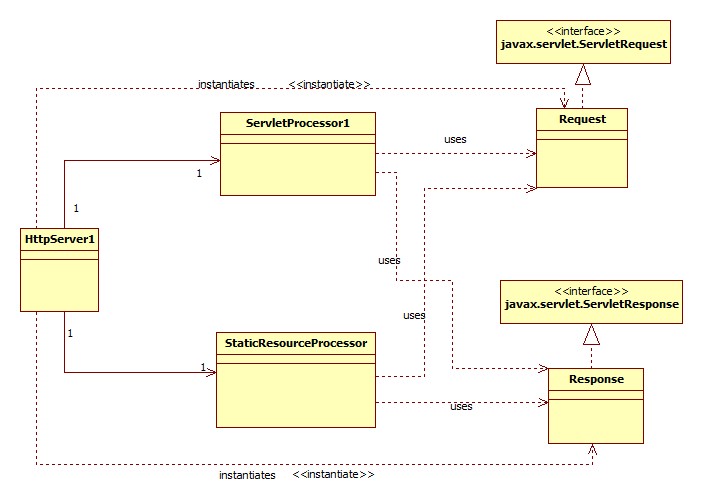 <<interface>>
javax.servlet.ServletRequest
instantiates <<instantiate>>
ServletProcessor1
Request
uses
1
1
HttpServer1
uses
<<interface>>
javax.servlet.ServletResponse
uses
1
StaticResourceProcessor
1
Response
uses
instantiates <<instantiate>>